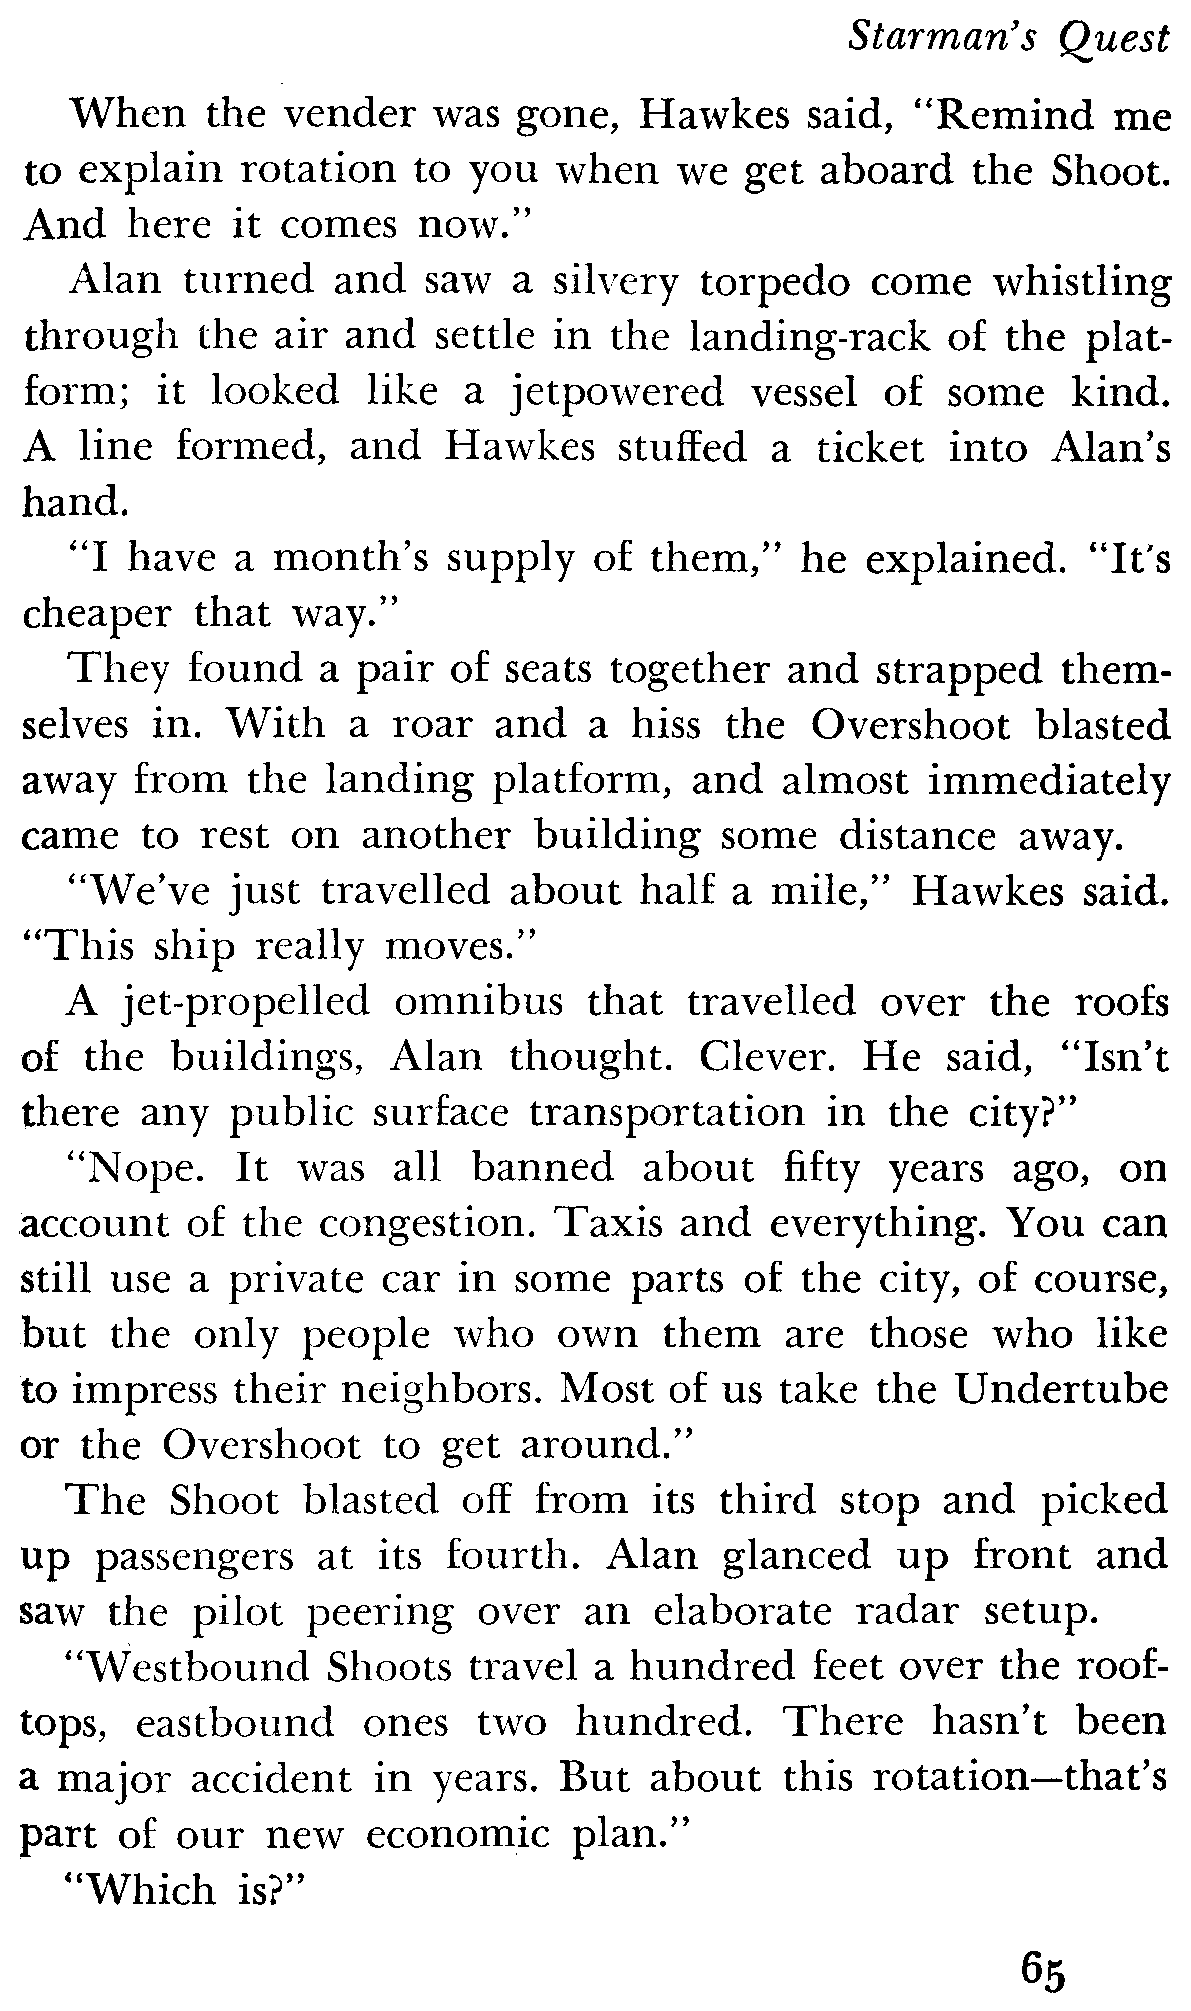 Starman's Quest
When the vender was gone, Hawkes said, “Remind me
to explain rotation to you when we get aboard the Shoot.
And here it comes now.”
Alan turned and saw a silvery torpedo come whistling
through the air and settle in the landing-rack of the plat-
form; it looked like a jetpowered vessel of some kind.
A line formed, and Hawkes stuffed a ticket into Alan's
hand.
“I have a month's supply of them,” he explained. “It's
cheaper that way.”
They found a pair of seats together and strapped them-
selves in. With a roar and a hiss the Overshoot blasted
away from the landing platform, and almost immediately
came to rest on another building some distance away.
“We've just travelled about half a mile,” Hawkes said.
“This ship really moves.”
A jet-propelled omnibus that travelled over the roofs
of the buildings, Alan thought. Clever. He said, “Isn't
there any public surface transportation in the city?”
“Nope. It was all banned about fifty years ago, on
account of the congestion. Taxis and everything. You can
still use a private car in some parts of the city, of course,
but the only people who own them are those who like
to impress their neighbors. Most of us take the Undertube
or the Overshoot to get around.”
The Shoot blasted off from its third stop and picked
up passengers at its fourth. Alan glanced up front and
saw the pilot peering over an elaborate radar setup.
“Westbound Shoots travel a hundred feet over the roof-
tops, eastbound ones two hundred. There hasn't been
a major accident in years. But about this rotation—that's
part of our new economic plan.”
“Which is?”
65